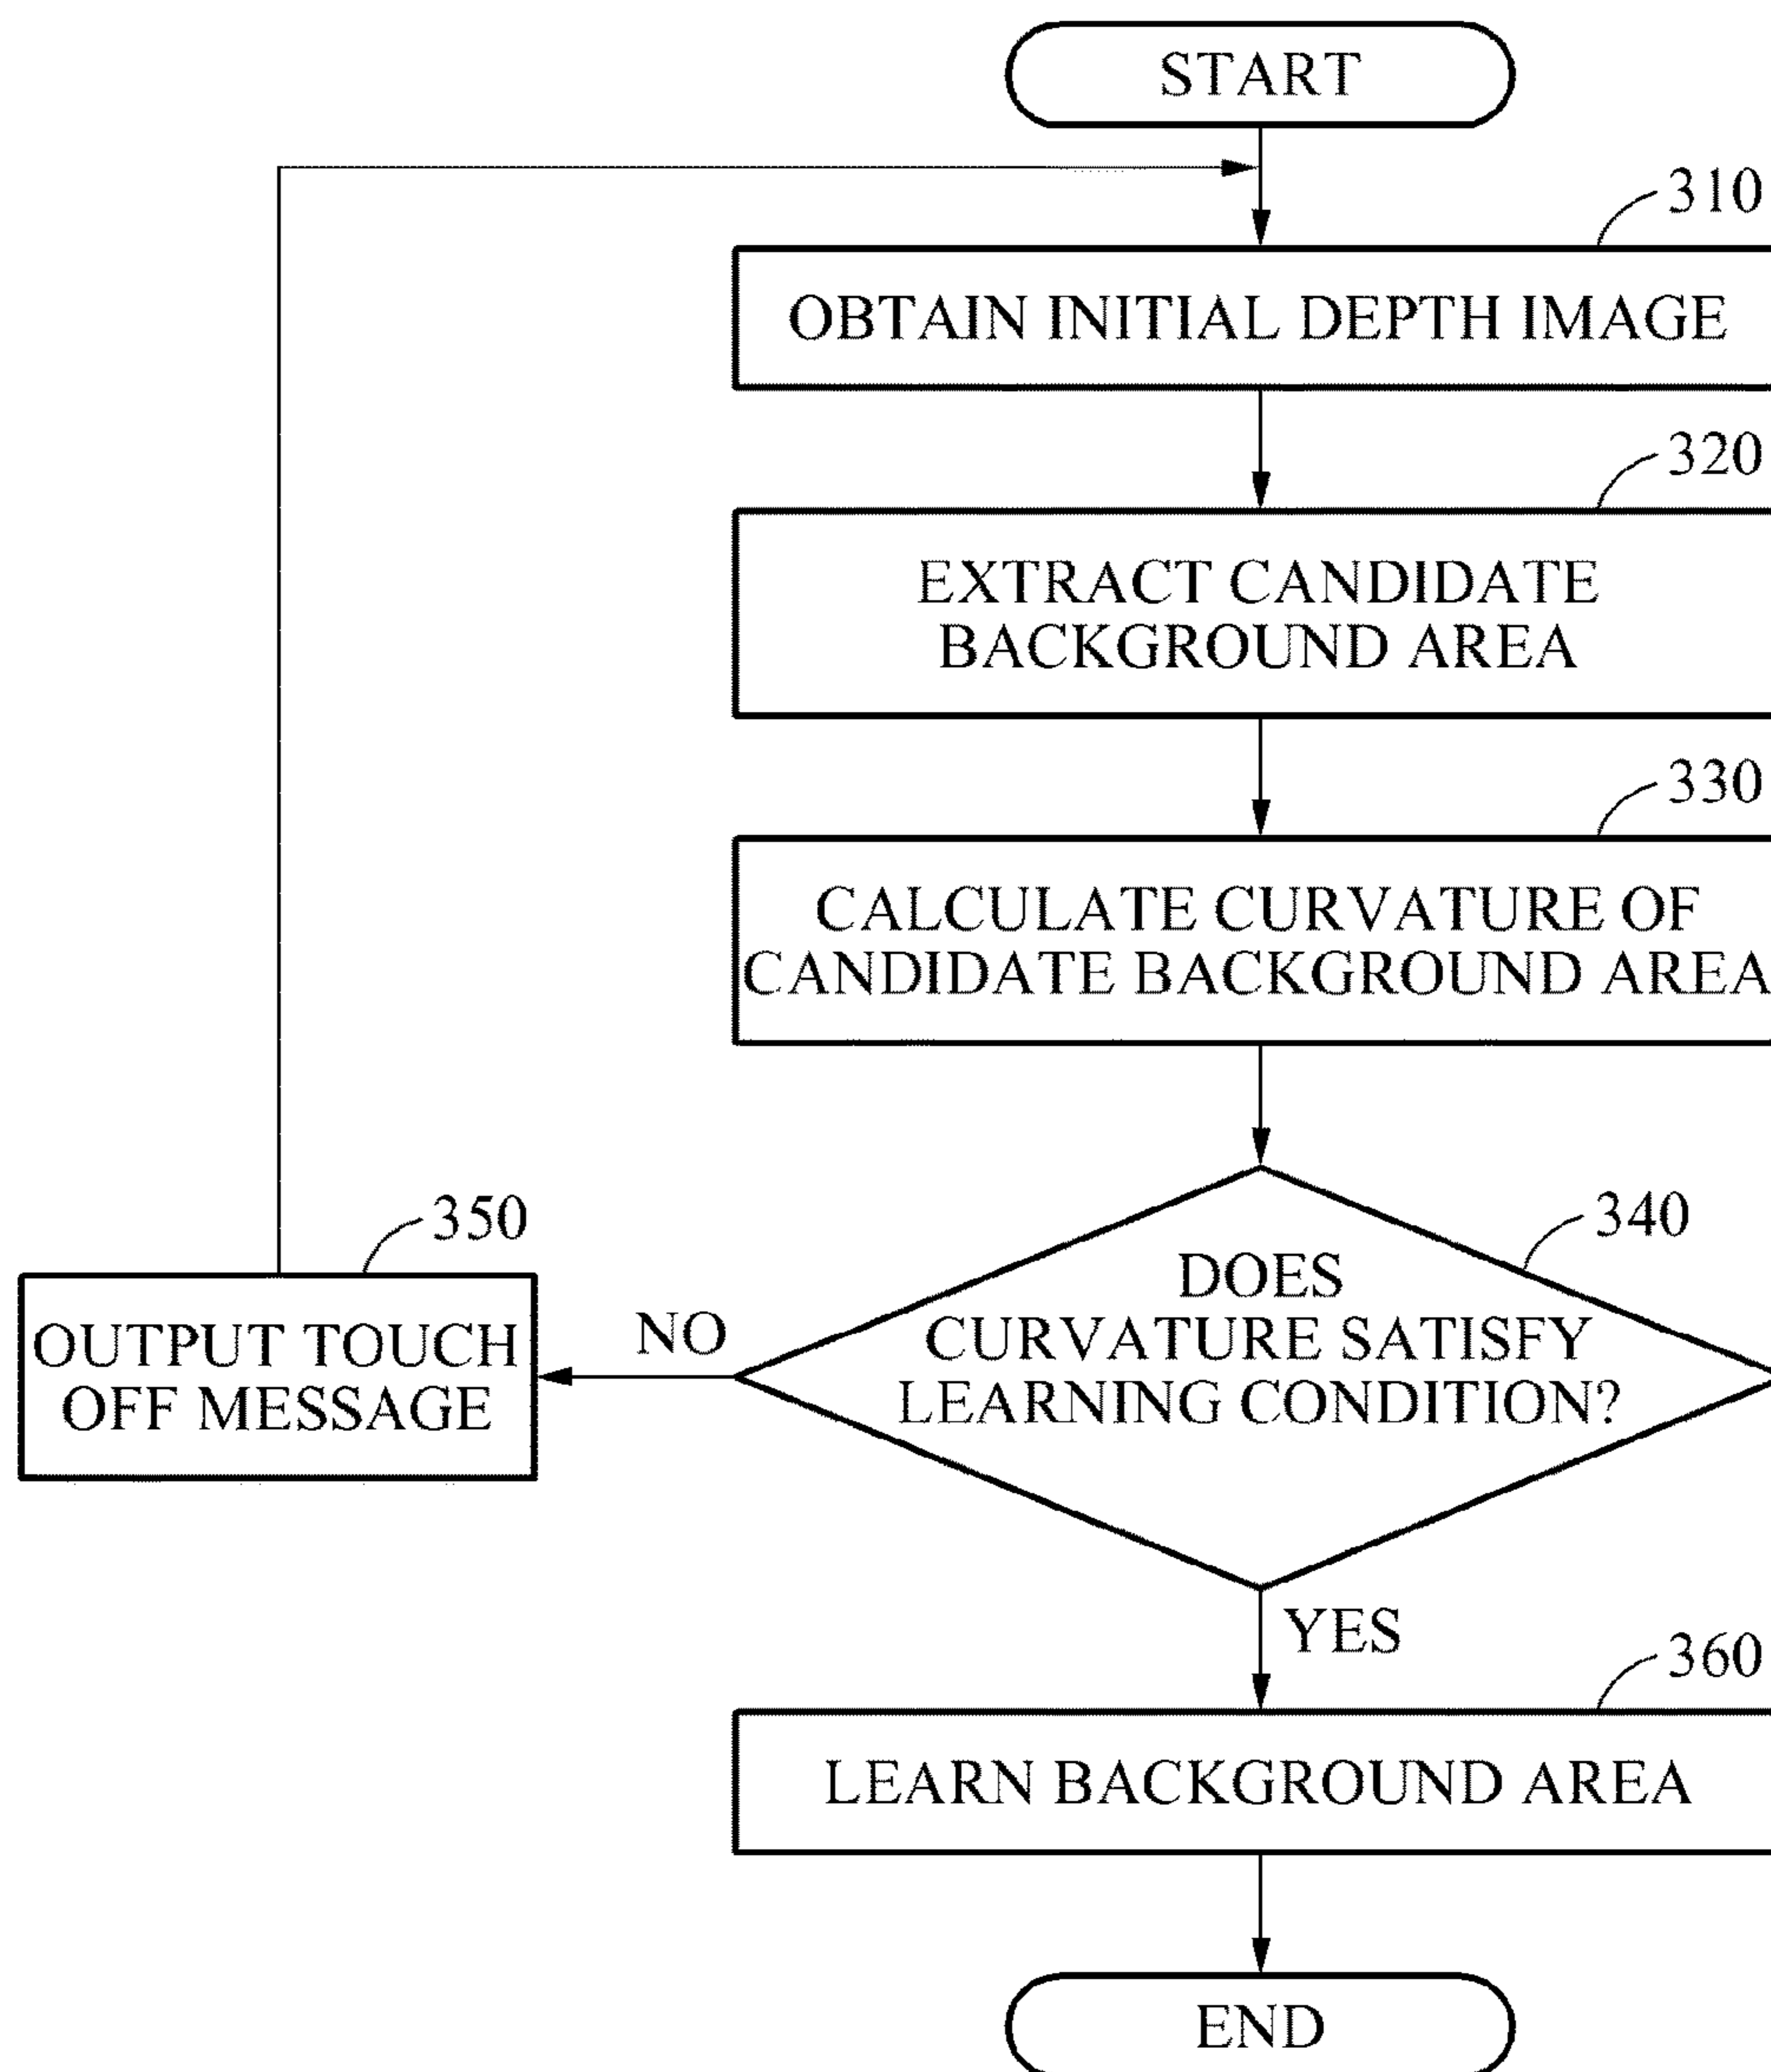 START
310
OBTAIN INITIAL DEPTH IMAGE
320
EXTRACT CANDIDATE
BACKGROUND AREA
330
CALCULATE CURVATURE OF
CANDIDATE BACKGROUND AREA
340
DOES
CURVATURE SATISFY
LEARNING CONDITION?
NO
350
OUTPUT TOUCH
OFF MESSAGE
YES
360
LEARN BACKGROUND AREA
END